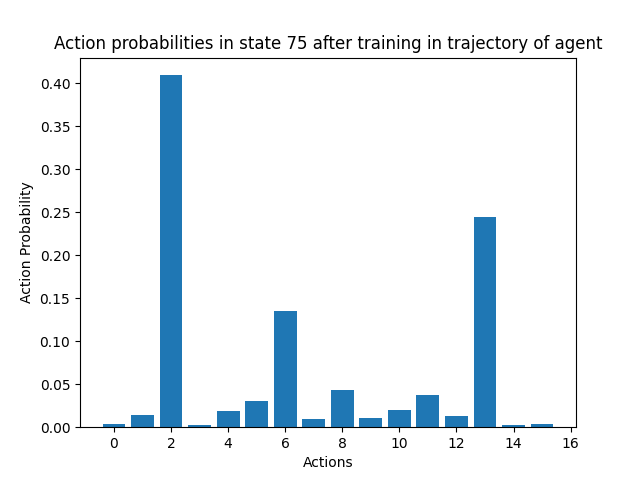 Action probabilities in state 75 after training in trajectory of agent
0.40
0.35
0.30
0.25
0.20
0.15
0.10
0.05
0.00
Action Probability
0 2 4 6 8 10 12 14 16
Actions